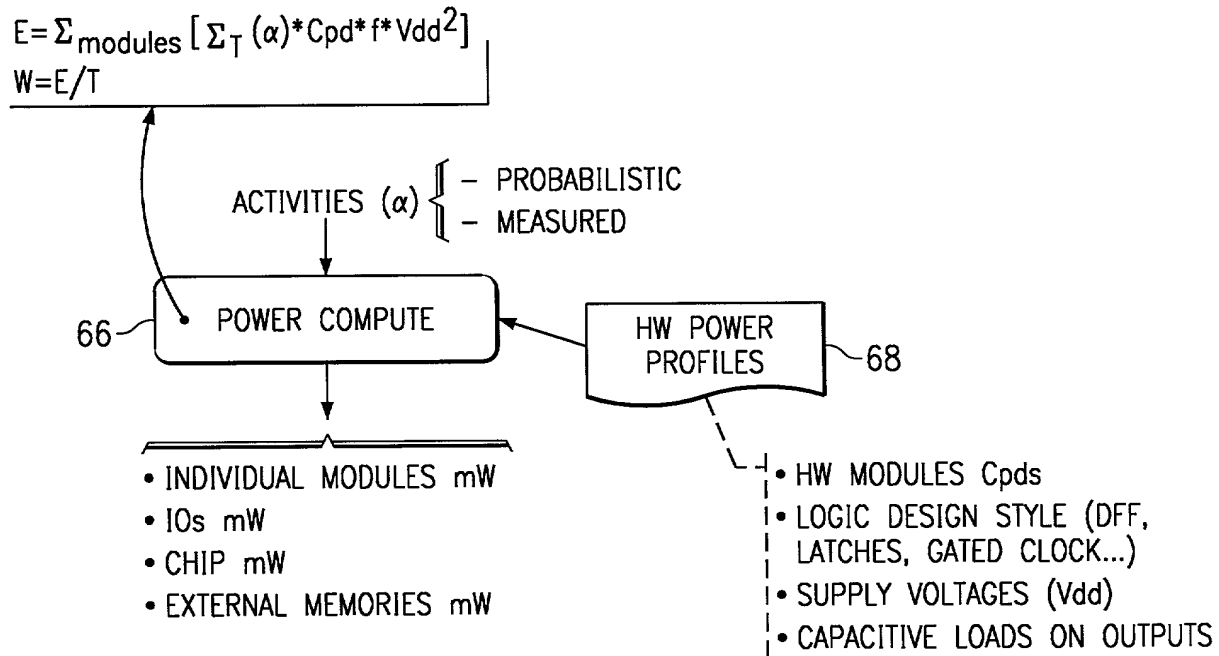 E=Σmodules[ΣT(α)*Cpd*f*Vdd²]
W=E/T
ACTIVITIES (α)
– PROBABILISTIC
– MEASURED
66
POWER COMPUTE
HW POWER
PROFILES
68
• INDIVIDUAL MODULES mW
• IOs mW
• CHIP mW
• EXTERNAL MEMORIES mW
• HW MODULES Cpds
• LOGIC DESIGN STYLE (DFF,
LATCHES, GATED CLOCK...)
• SUPPLY VOLTAGES (Vdd)
• CAPACITIVE LOADS ON OUTPUTS